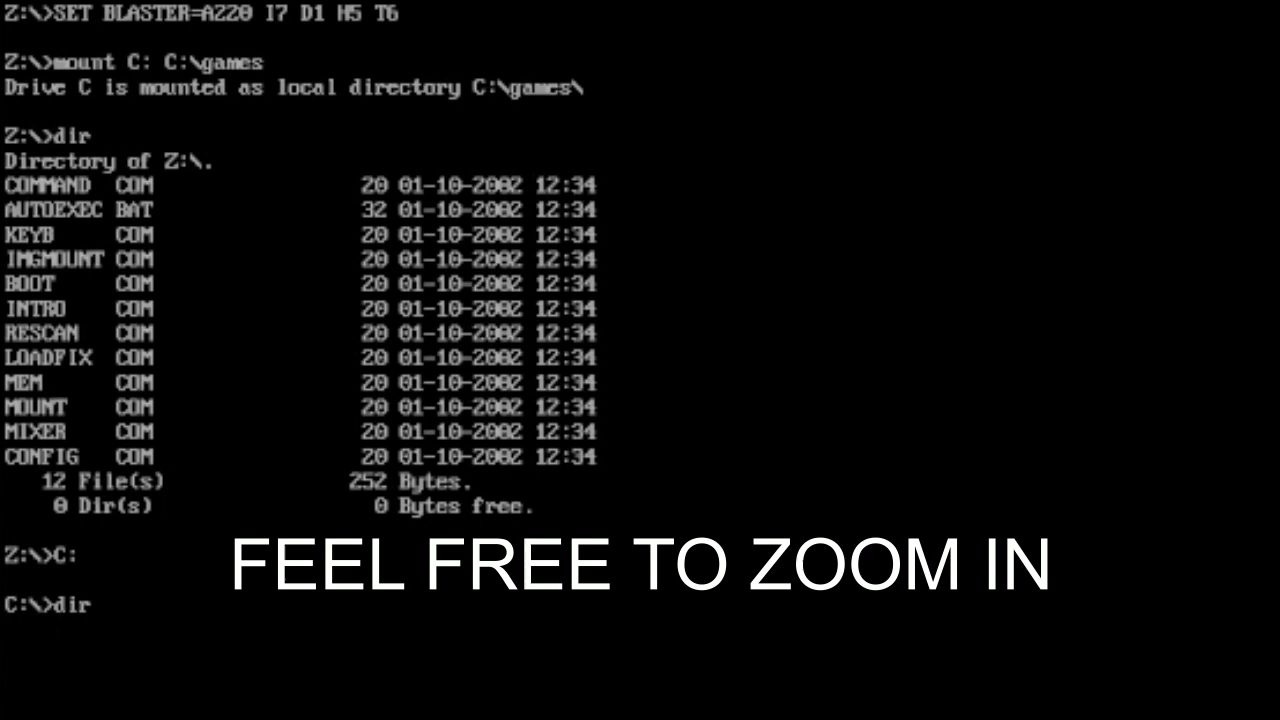 Z:\>SET BLASTER=A220 I7 D1 H5 T6
Z:\>mount C: C:\games
Drive C is mounted as local directory C:\games\
Z:\>dir
Directory of Z:\.
COMMAND  COM                 20 01-10-2002 12:34
AUTOEXEC BAT                 32 01-10-2002 12:34
KEYB     COM                 20 01-10-2002 12:34
IMGMOUNT COM                 20 01-10-2002 12:34
BOOT     COM                 20 01-10-2002 12:34
INTRO    COM                 20 01-10-2002 12:34
RESCAN   COM                 20 01-10-2002 12:34
LOADFIX  COM                 20 01-10-2002 12:34
MEM      COM                 20 01-10-2002 12:34
MOUNT    COM                 20 01-10-2002 12:34
MIXER    COM                 20 01-10-2002 12:34
CONFIG   COM                 20 01-10-2002 12:34
   12 File(s)               252 Bytes.
    0 Dir(s)                  0 Bytes free.
Z:\>C:
FEEL FREE TO ZOOM IN
C:\>dir